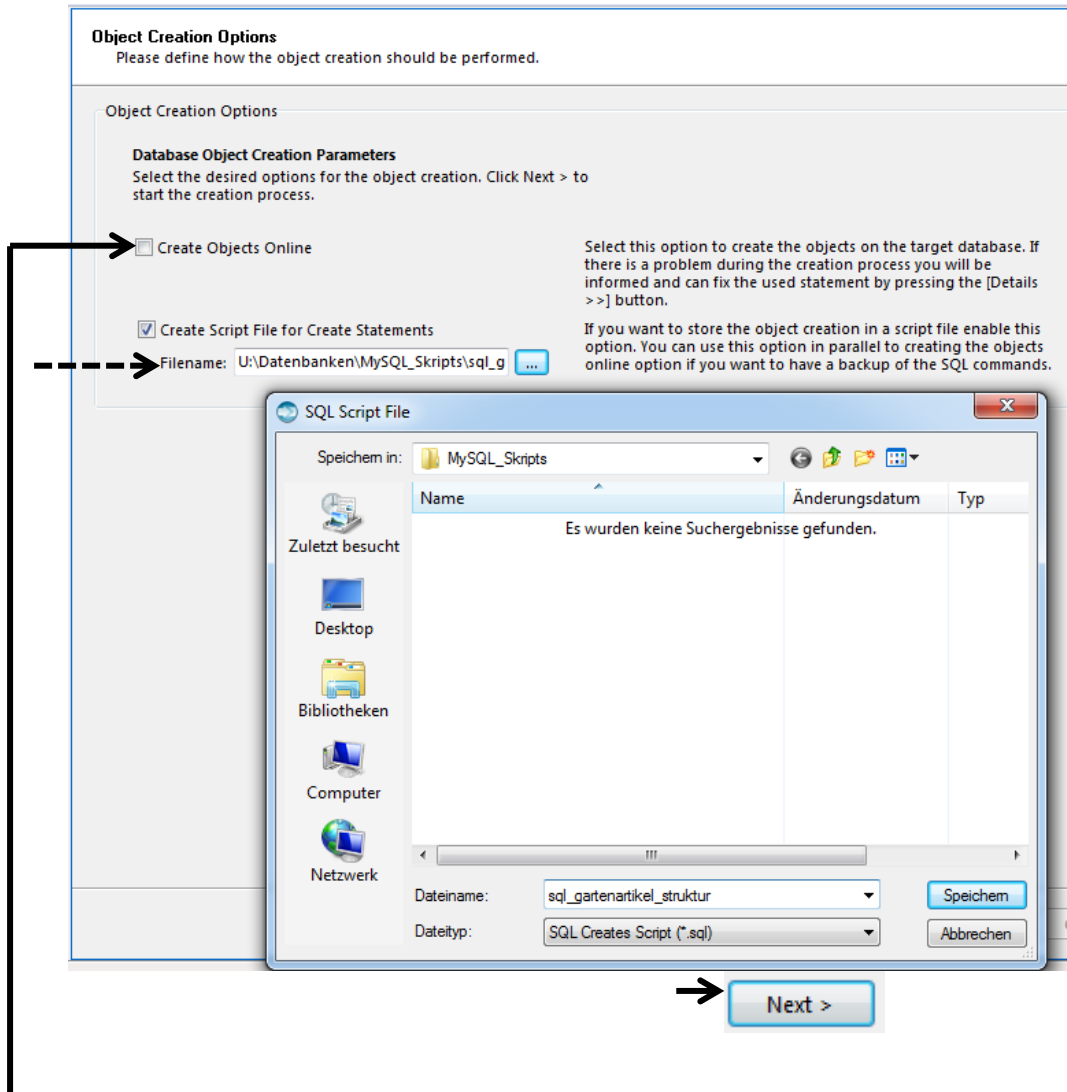 Object Creation Options
Please define how the object creation should be performed.
Object Creation Options
Database Object Creation Parameters
Select the desired options for the object creation. Click Next > to
start the creation process.
Create Objects Online
Select this option to create the objects on the target database. If
there is a problem during the creation process you will be
informed and can fix the used statement by pressing the [Details
>>] button.
Create Script File for Create Statements
If you want to store the object creation in a script file enable this
option. You can use this option in parallel to creating the objects
online option if you want to have a backup of the SQL commands.
Filename: U:\Datenbanken\MySQL_Skripts\sql_g ...
SQL Script File
Speichern in: MySQL_Skripts
Name Änderungsdatum Typ
Es wurden keine Suchergebnisse gefunden.
Zuletzt besucht
Desktop
Bibliotheken
Computer
Netzwerk
Dateiname: sql_gartenartikel_struktur Speichern
Dateityp: SQL Creates Script (*.sql) Abbrechen
Next >